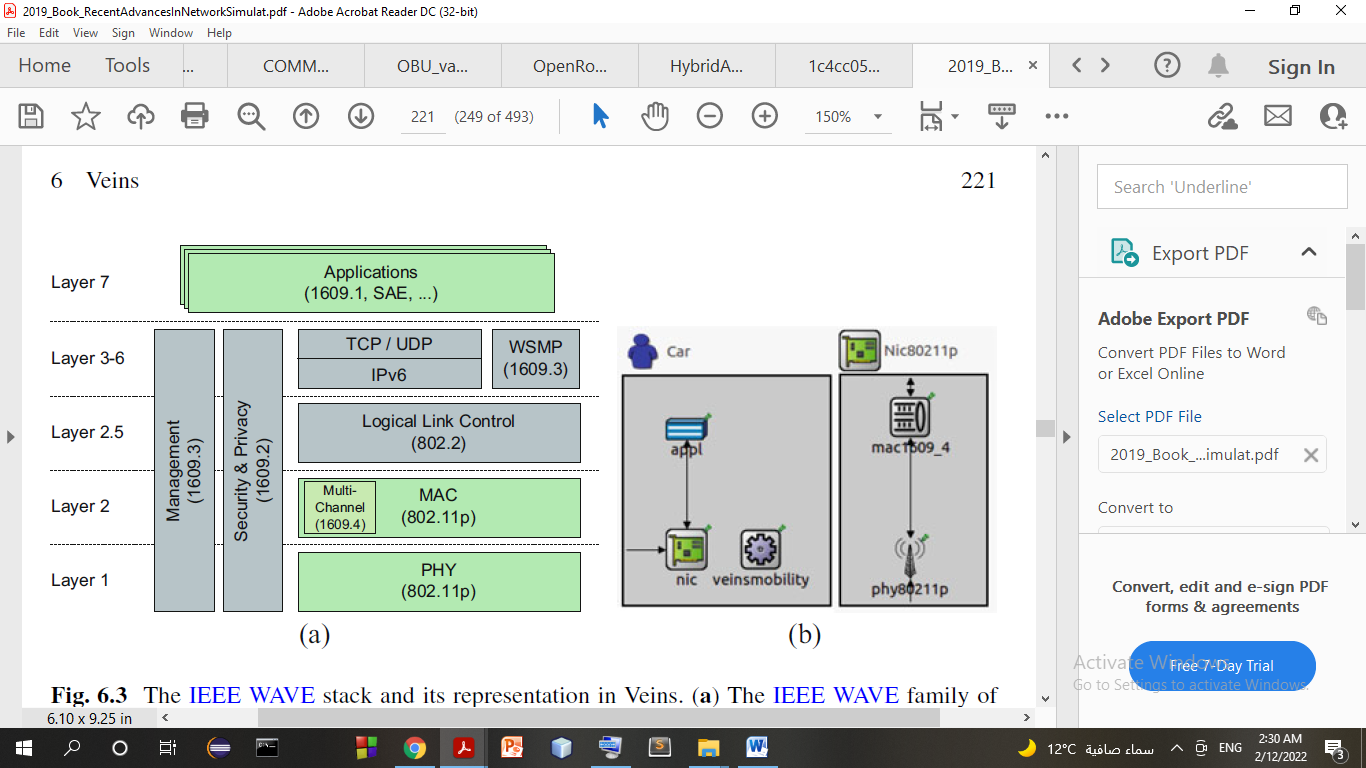 2019_Book_RecentAdvancesInNetworkSimulat.pdf - Adobe Acrobat Reader DC (32-bit)
File Edit View Sign Window Help
Home Tools ... COMM... OBU_va... OpenRo... HybridA... 1c4cc05... 2019_B... × Sign In
221 (249 of 493) 150%
6 Veins 221
Layer 7
Applications
(1609.1, SAE, ...)
Layer 3-6
TCP / UDP
IPv6
WSMP
(1609.3)
Layer 2.5
Logical Link Control
(802.2)
Management
(1609.3)
Security & Privacy
(1609.2)
Layer 2
Multi-
Channel
(1609.4)
MAC
(802.11p)
Layer 1
PHY
(802.11p)
(a)
Car
appl
nic veinsmobility
Nic80211p
mac1609_4
phy80211p
(b)
Fig. 6.3 The IEEE WAVE stack and its representation in Veins. (a) The IEEE WAVE family of
6.10 x 9.25 in
Search 'Underline'
Export PDF
Adobe Export PDF
Convert PDF Files to Word
or Excel Online
Select PDF File
2019_Book_...imulat.pdf
Convert to
Convert, edit and e-sign PDF
forms & agreements
Free 7-Day Trial
Activate Windows
Go to Settings to activate Windows.
12°C سماء صافية ENG
2:30 AM
2/12/2022
3